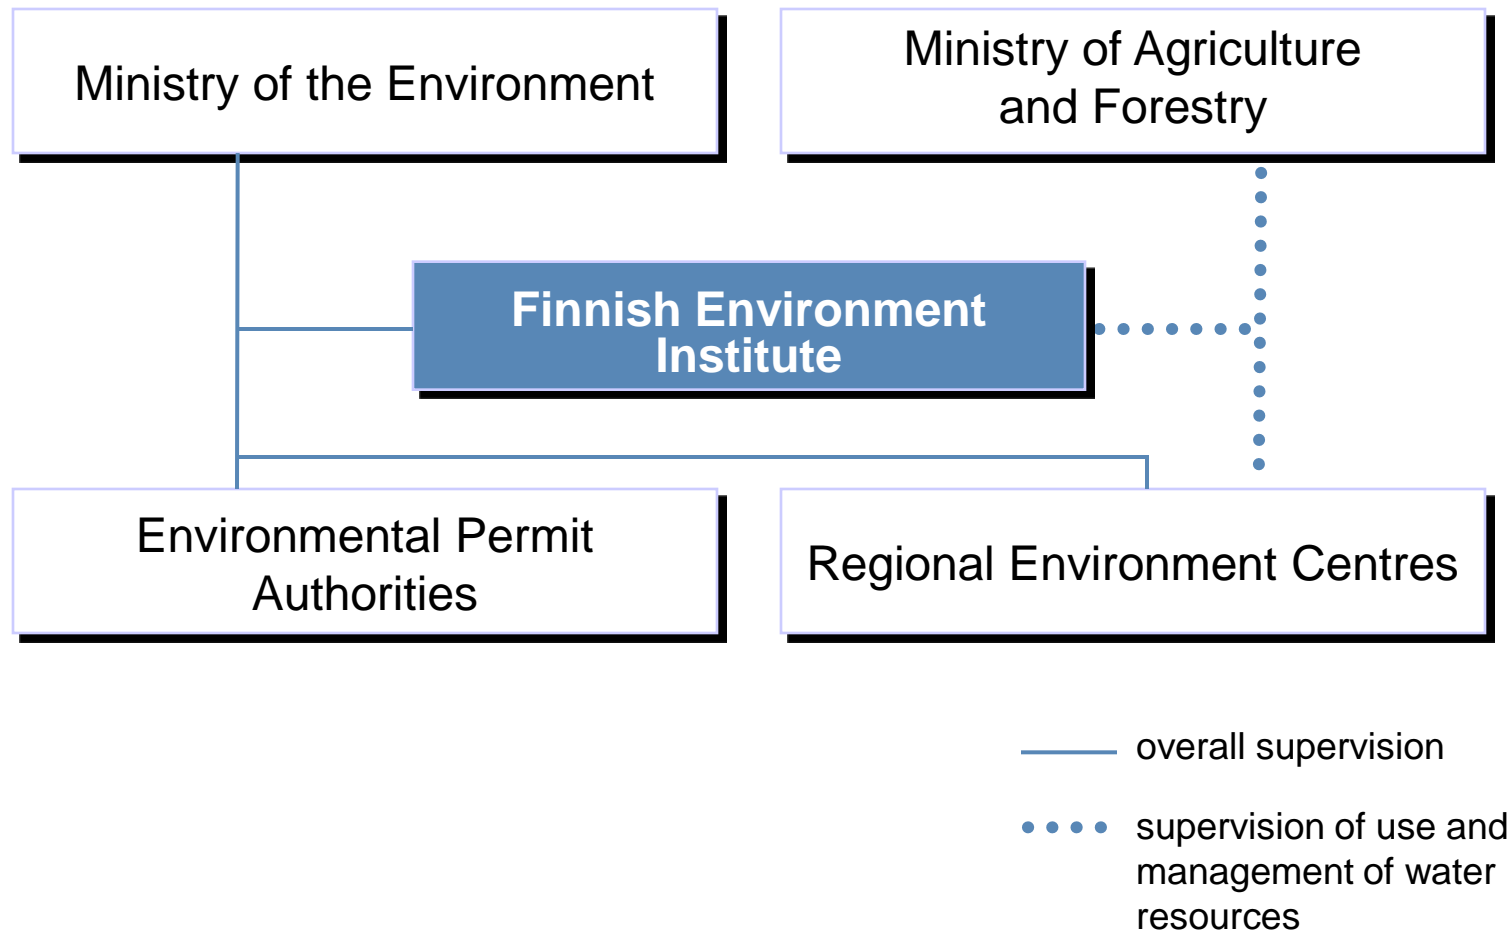 Ministry of the Environment
Ministry of Agriculture
and Forestry
Finnish Environment
Institute
Environmental Permit
Authorities
Regional Environment Centres
overall supervision
supervision of use and
management of water
resources